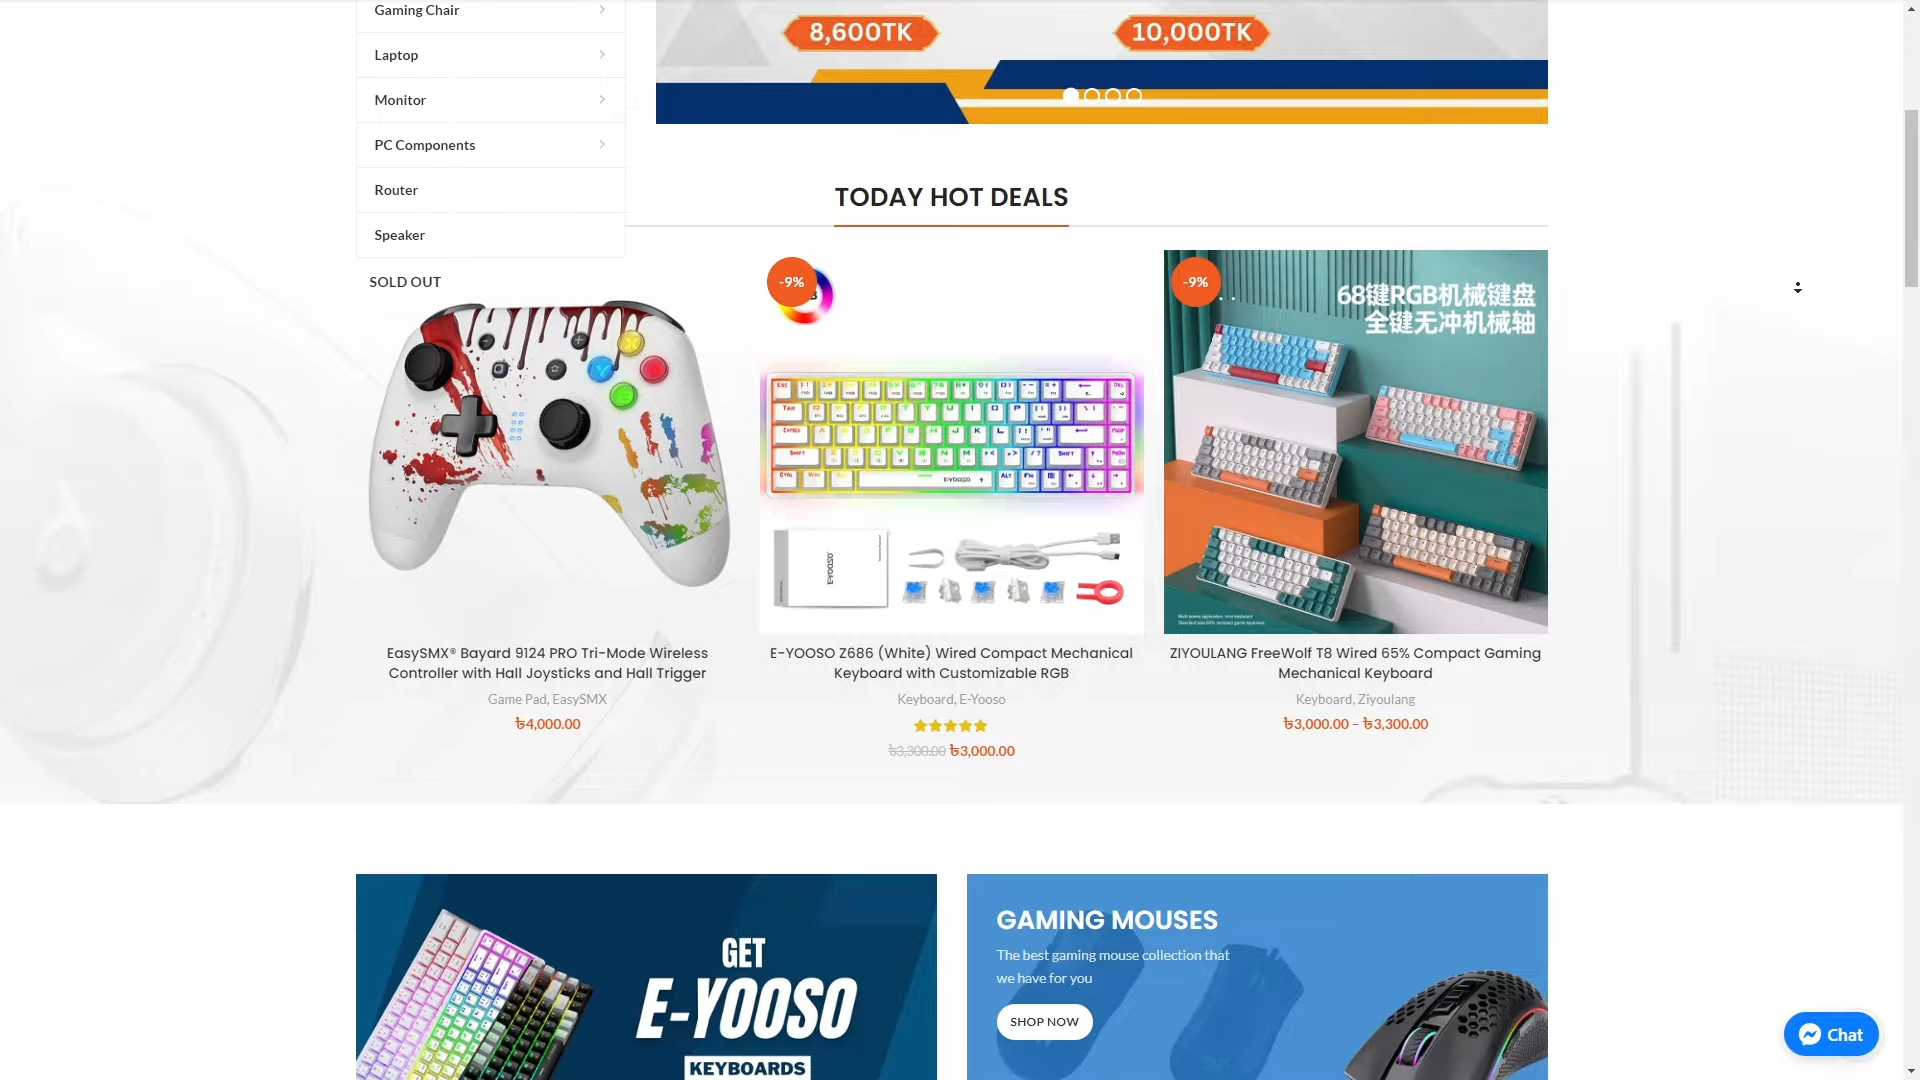 Gaming Chair
Laptop
Monitor
PC Components
Router
Speaker
8,600TK
10,000TK
TODAY HOT DEALS
SOLD OUT
-9%
-9%
68键RGB机械键盘
全键无冲机械轴
E-YOOSO
EasySMX® Bayard 9124 PRO Tri-Mode Wireless
Controller with Hall Joysticks and Hall Trigger
Game Pad, EasySMX
৳4,000.00
E-YOOSO Z686 (White) Wired Compact Mechanical
Keyboard with Customizable RGB
Keyboard, E-Yooso
৳3,300.00 ৳3,000.00
ZIYOULANG FreeWolf T8 Wired 65% Compact Gaming
Mechanical Keyboard
Keyboard, Ziyoulang
৳3,000.00 – ৳3,300.00
GET
E-YOOSO
KEYBOARDS
GAMING MOUSES
The best gaming mouse collection that
we have for you
SHOP NOW
Chat